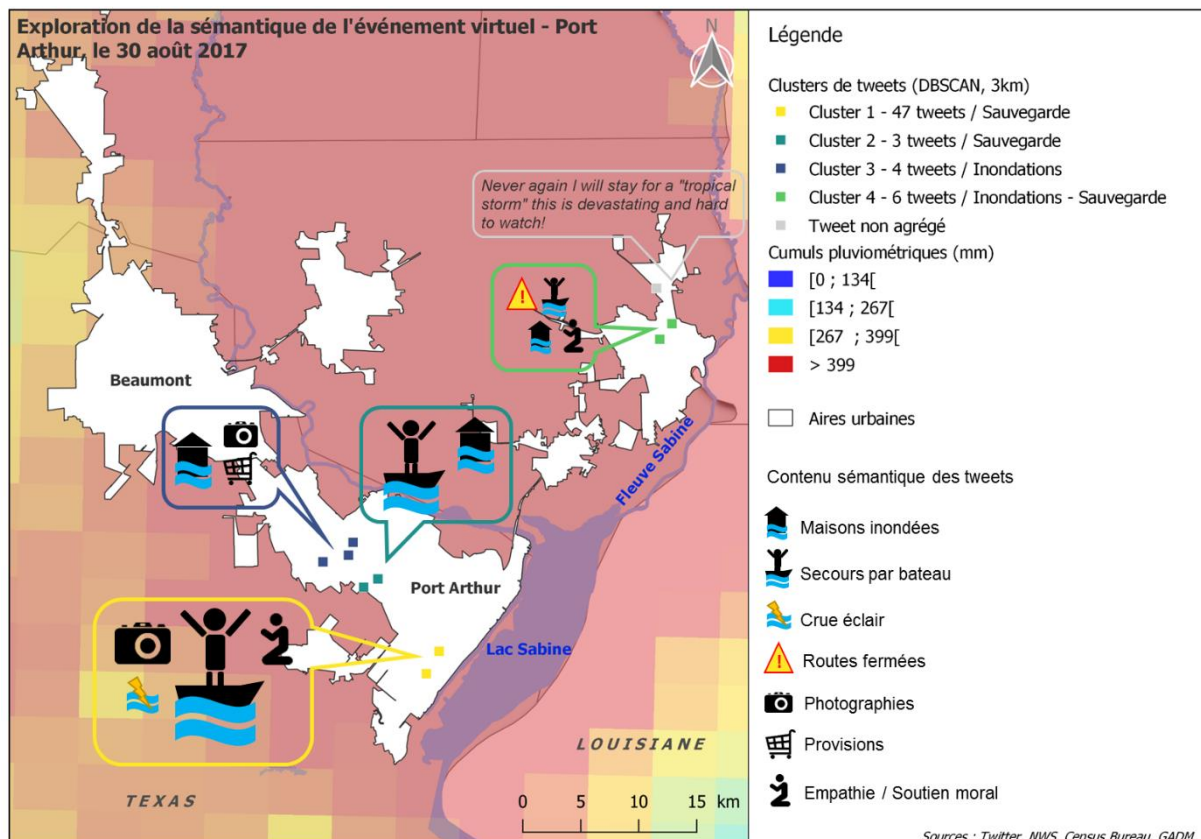 Exploration de la sémantique de l'événement virtuel - Port
Arthur, le 30 août 2017
N
Never again I will stay for a "tropical
storm" this is devastating and hard
to watch!
Beaumont
Fleuve Sabine
Port Arthur
Lac Sabine
LOUISIANE
TEXAS
0 5 10 15 km
Légende
Clusters de tweets (DBSCAN, 3km)
Cluster 1 - 47 tweets / Sauvegarde
Cluster 2 - 3 tweets / Sauvegarde
Cluster 3 - 4 tweets / Inondations
Cluster 4 - 6 tweets / Inondations - Sauvegarde
Tweet non agrégé
Cumuls pluviométriques (mm)
[0 ; 134[
[134 ; 267[
[267 ; 399[
> 399
Aires urbaines
Contenu sémantique des tweets
Maisons inondées
Secours par bateau
Crue éclair
! Routes fermées
Photographies
Provisions
Empathie / Soutien moral
Sources : Twitter, NWS, Census Bureau, GADM